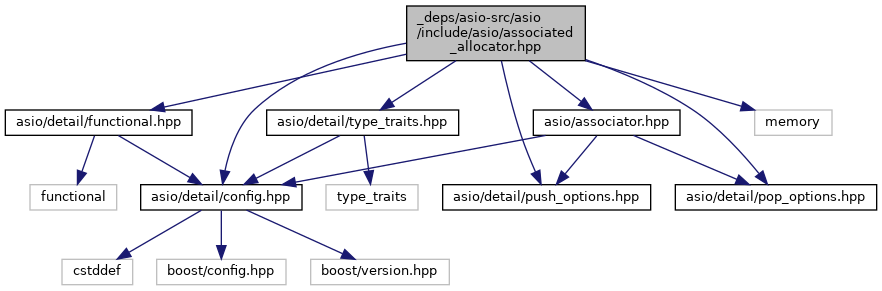 _deps/asio-src/asio
/include/asio/associated
_allocator.hpp
asio/detail/functional.hpp
asio/detail/type_traits.hpp
asio/associator.hpp
memory
functional
asio/detail/config.hpp
type_traits
asio/detail/push_options.hpp
asio/detail/pop_options.hpp
cstddef
boost/config.hpp
boost/version.hpp